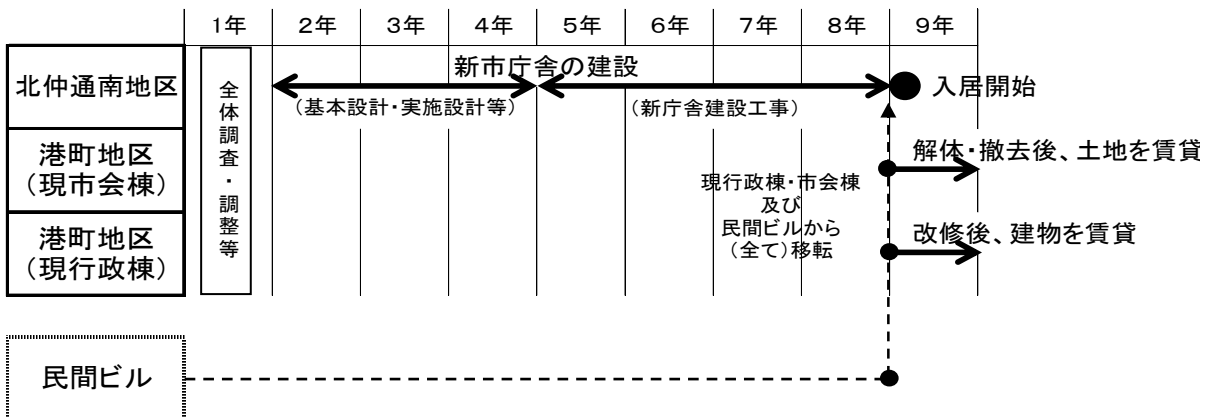 1年 2年 3年 4年 5年 6年 7年 8年 9年
北仲通南地区
全体調査・調整等
新市庁舎の建設
(基本設計・実施設計等)
(新庁舎建設工事)
入居開始
港町地区
(現市会棟)
解体・撤去後、土地を賃貸
現行政棟・市会棟
及び
民間ビルから
(全て)移転
港町地区
(現行政棟)
改修後、建物を賃貸
民間ビル